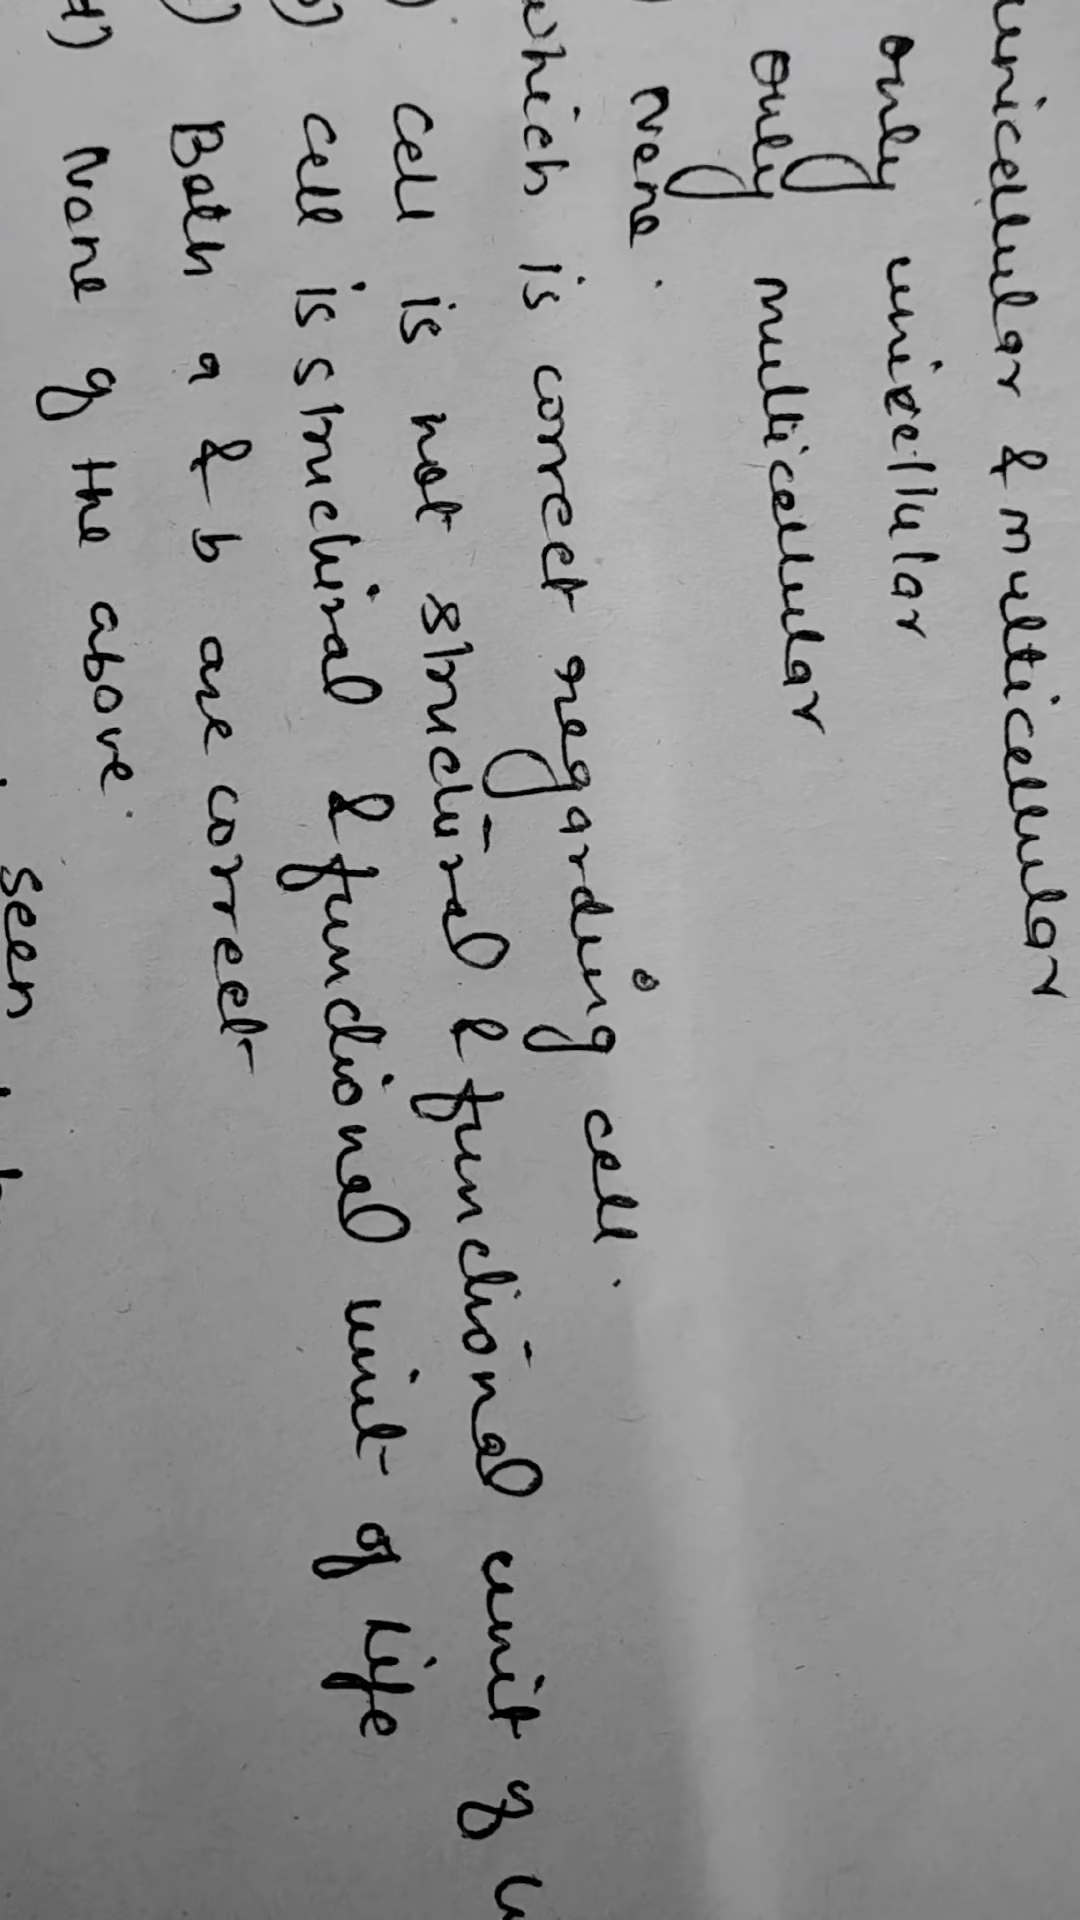 unicellular & multicellular
only unicellular
only multicellular
None.
which is correct regarding cell.
cell is not structural & functional unit of
b) cell is structural & functional unit of Life
) Both a & b are correct
d) None of the above.
seen